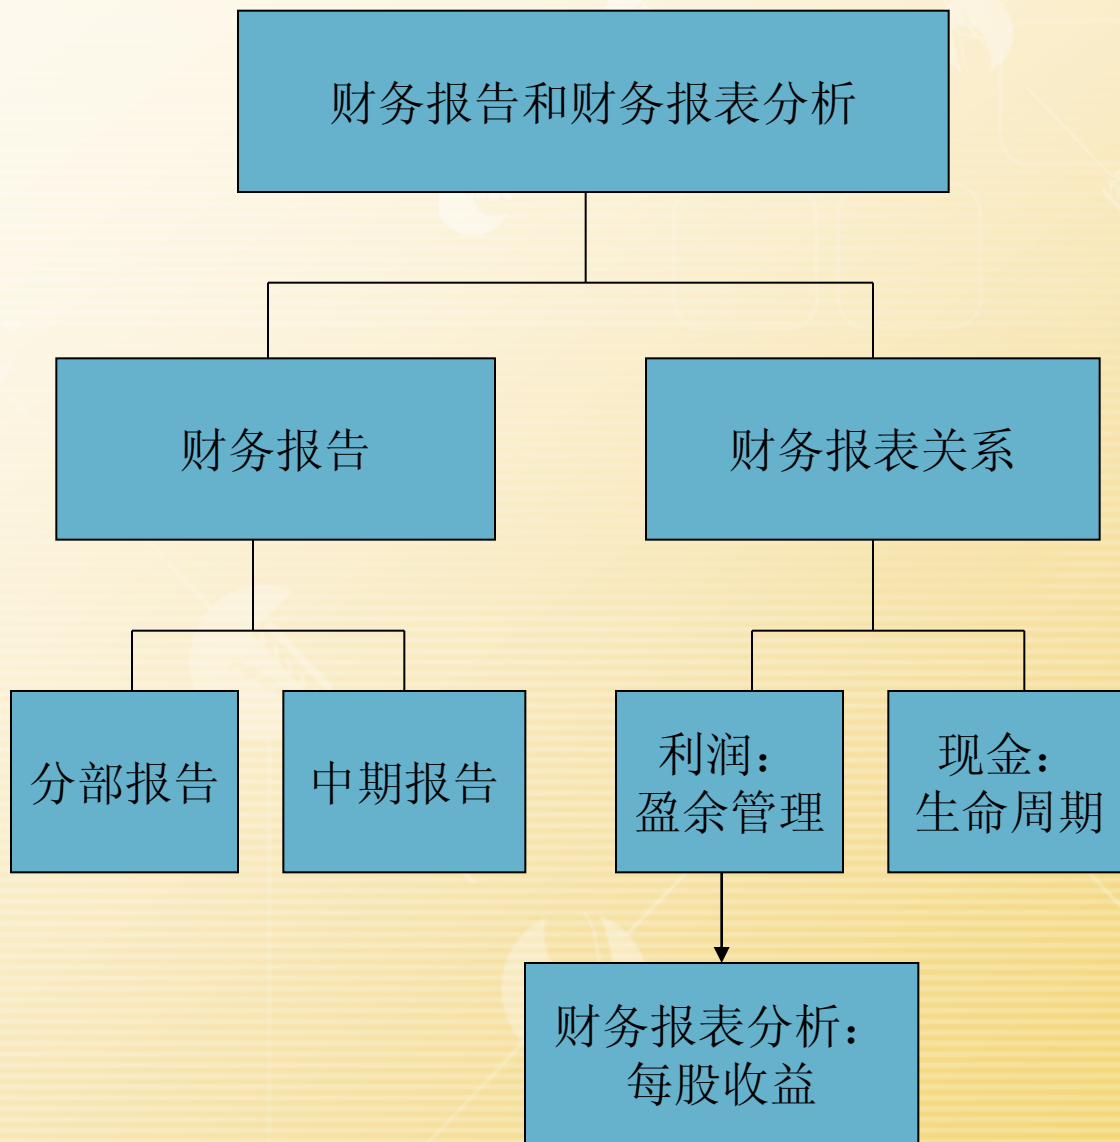 财务报告和财务报表分析
财务报告
财务报表关系
分部报告
中期报告
利润：
盈余管理
现金：
生命周期
财务报表分析：
每股收益